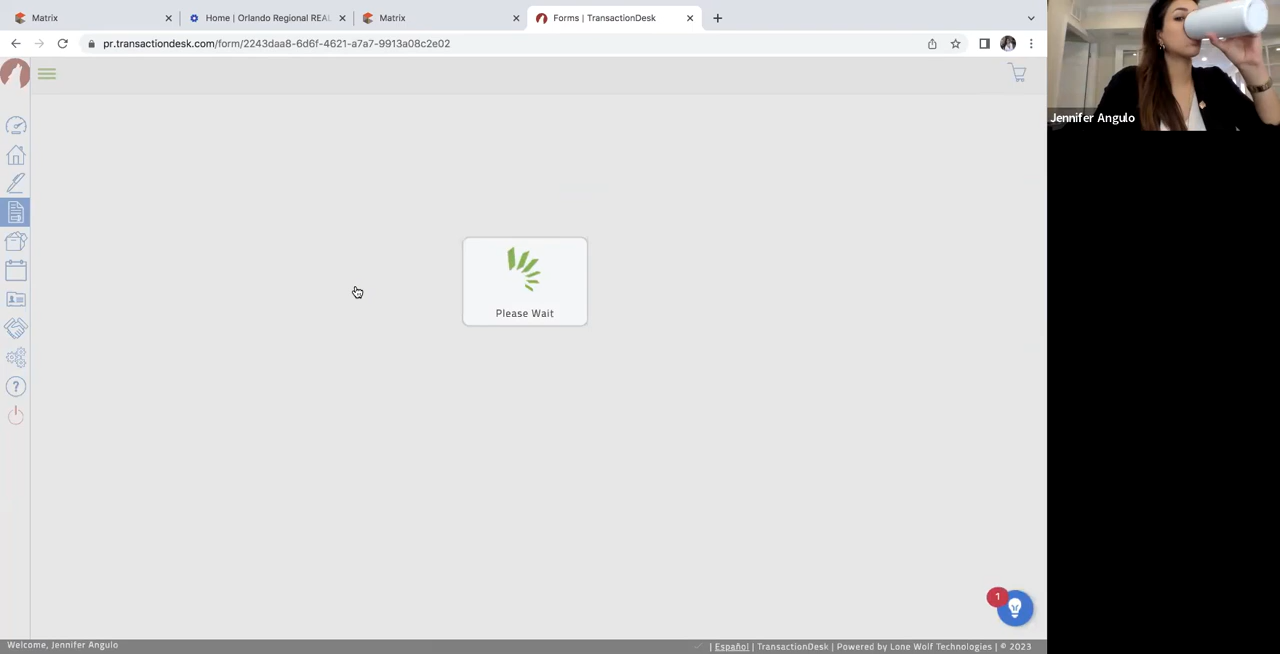 Matrix
Home | Orlando Regional REAL
Matrix
Forms | TransactionDesk
pr.transactiondesk.com/form/2243daa8-6d6f-4621-a7a7-9913a08c2e02
Jennifer Angulo
Please Wait
?
1
Welcome, Jennifer Angulo
| Español | TransactionDesk | Powered by Lone Wolf Technologies | © 2023